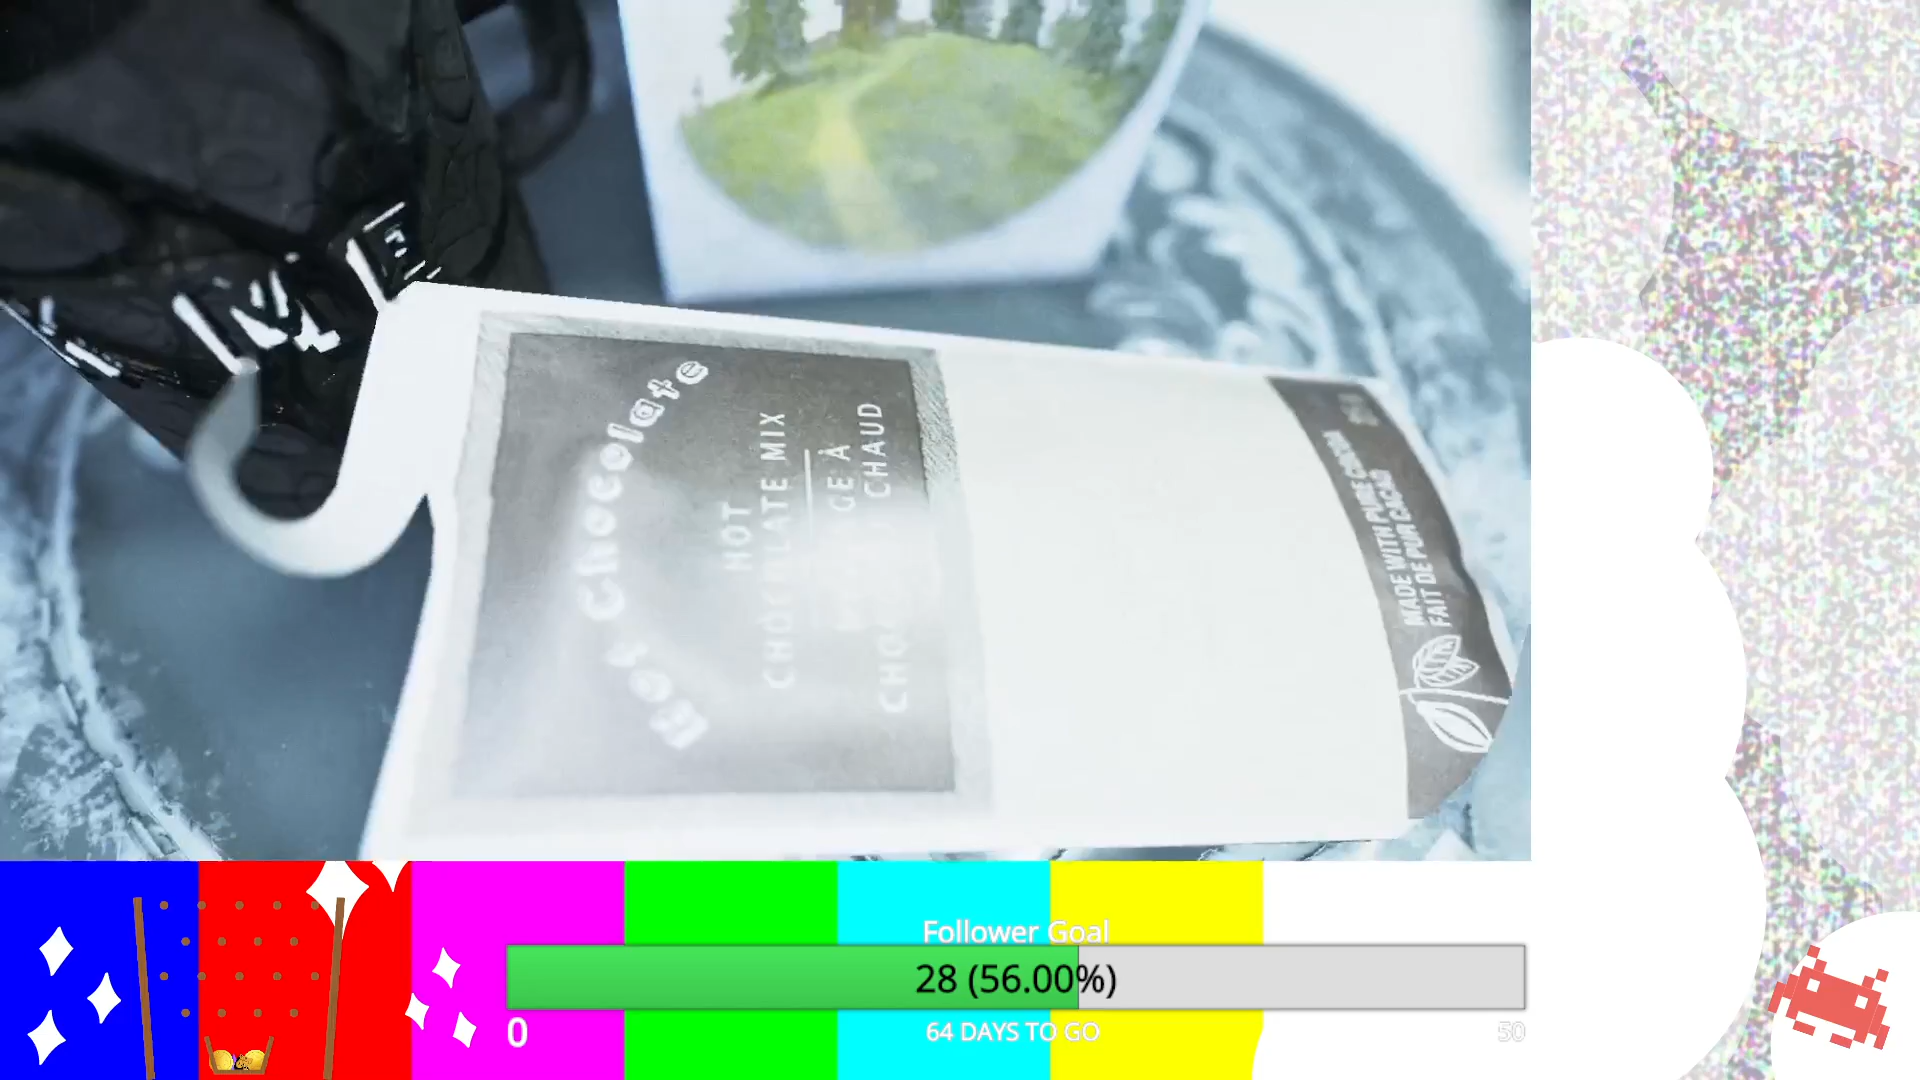 Hot Chocolate
HOT
CHOCOLATE MIX
CHAUD
MADE WITH PURE COCOA
FAIT DE PUR CACAO
Follower Goal
28 (56.00%)
0
64 DAYS TO GO
50